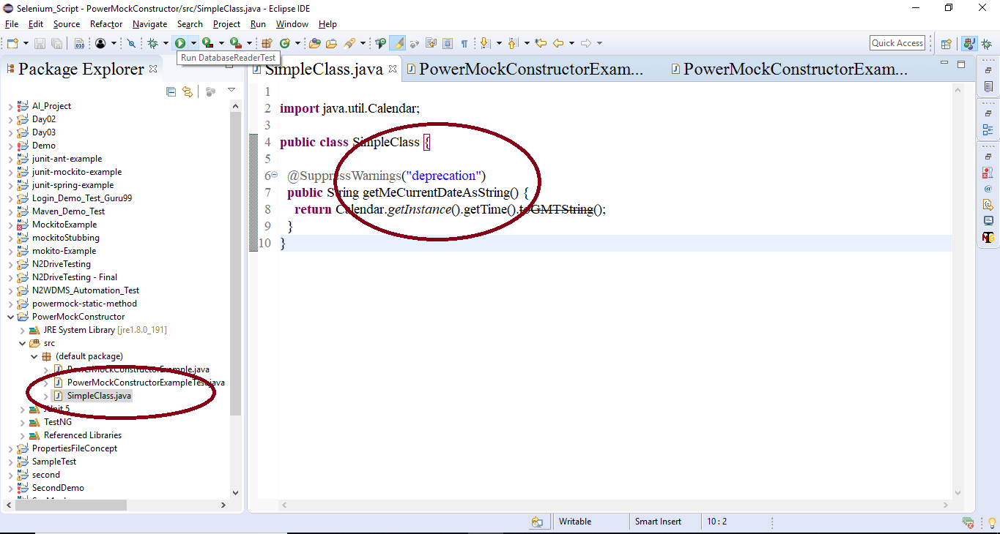 Selenium_Script - PowerMockConstructor/src/SimpleClass.java - Eclipse IDE
File Edit Source Refactor Navigate Search Project Run Window Help
Quick Access
Run DatabaseReaderTest
Package Explorer
SimpleClass.java
PowerMockConstructorExam...
PowerMockConstructorExam...
AI_Project
Day02
Day03
Demo
junit-ant-example
junit-mockito-example
junit-spring-example
Login_Demo_Test_Guru99
Maven_Demo_Test
MockitoExample
mockitoStubbing
mokito-Example
N2DriveTesting
N2DriveTesting - Final
N2WDMS_Automation_Test
powermock-static-method
PowerMockConstructor
JRE System Library [jre1.8.0_191]
src
(default package)
PowerMockConstructorExample.java
PowerMockConstructorExampleTest.java
SimpleClass.java
JUnit 5
TestNG
Referenced Libraries
PropertiesFileConcept
SampleTest
second
SecondDemo
1
2 import java.util.Calendar;
3
4 public class SimpleClass {
5
6 @SuppressWarnings("deprecation")
7 public String getMeCurrentDateAsString() {
8 return Calendar.getInstance().getTime().toGMTString();
9 }
10 }
Writable Smart Insert 10 : 2